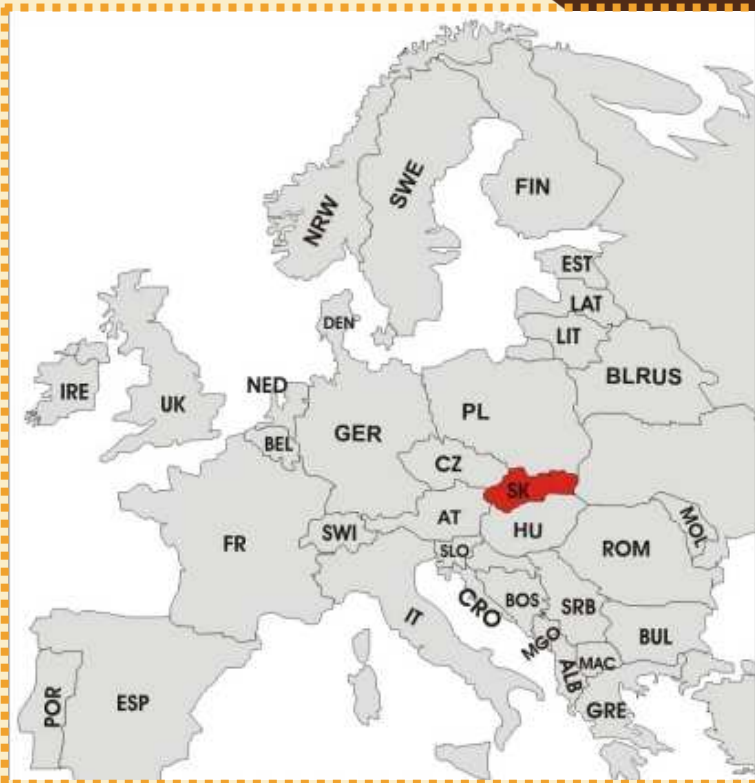 SWE
FIN
NRW
EST
LAT
DEN
LIT
BLRUS
NED
IRE
UK
PL
GER
BEL
CZ
SK
AT
MOL
HU
SWI
FR
ROM
SLO
CRO
BOS
SRB
IT
BUL
MGO
MAC
ALB
POR
ESP
GRE